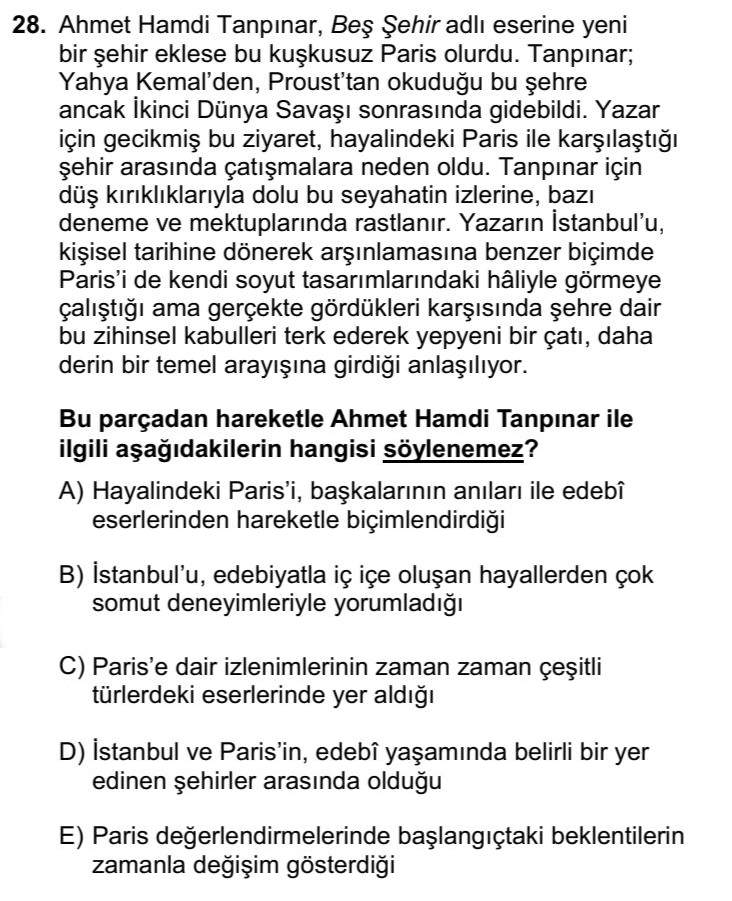 28. Ahmet Hamdi Tanpınar, Beş Şehir adlı eserine yeni
bir şehir eklese bu kuşkusuz Paris olurdu. Tanpınar;
Yahya Kemal’den, Proust’tan okuduğu bu şehre
ancak İkinci Dünya Savaşı sonrasında gidebildi. Yazar
için gecikmiş bu ziyaret, hayalindeki Paris ile karşılaştığı
şehir arasında çatışmalara neden oldu. Tanpınar için
düş kırıklıklarıyla dolu bu seyahatin izlerine, bazı
deneme ve mektuplarında rastlanır. Yazarın İstanbul’u,
kişisel tarihine dönerek arşınlamasına benzer biçimde
Paris’i de kendi soyut tasarımlarındaki hâliyle görmeye
çalıştığı ama gerçekte gördükleri karşısında şehre dair
bu zihinsel kabulleri terk ederek yepyeni bir çatı, daha
derin bir temel arayışına girdiği anlaşılıyor.
Bu parçadan hareketle Ahmet Hamdi Tanpınar ile
ilgili aşağıdakilerin hangisi söylenemez?
A) Hayalindeki Paris’i, başkalarının anıları ile edebî
eserlerinden hareketle biçimlendirdiği
B) İstanbul’u, edebiyatla iç içe oluşan hayallerden çok
somut deneyimleriyle yorumladığı
C) Paris’e dair izlenimlerinin zaman zaman çeşitli
türlerdeki eserlerinde yer aldığı
D) İstanbul ve Paris’in, edebî yaşamında belirli bir yer
edinen şehirler arasında olduğu
E) Paris değerlendirmelerinde başlangıçtaki beklentilerin
zamanla değişim gösterdiği